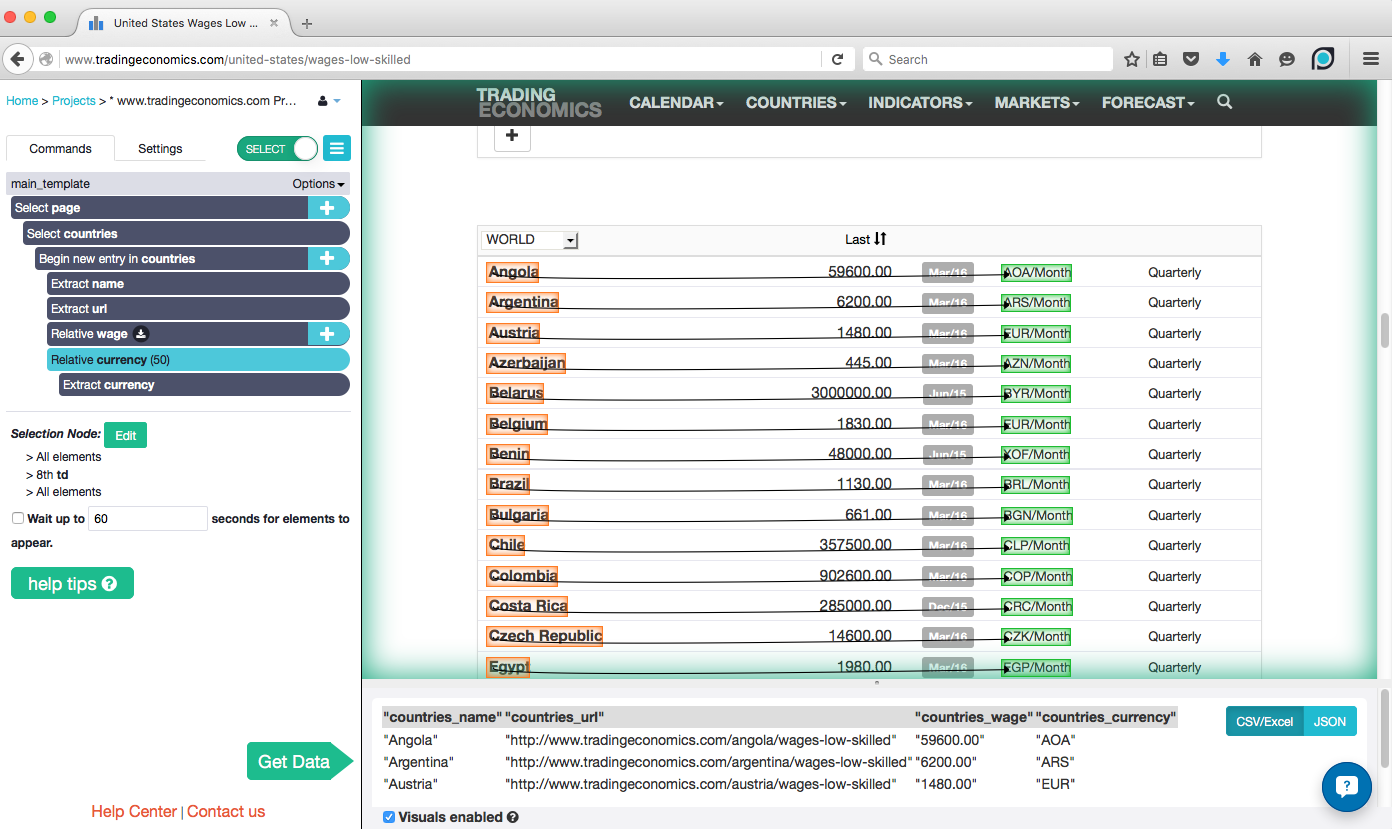 United States Wages Low ...
www.tradingeconomics.com/united-states/wages-low-skilled
Search
Home > Projects > * www.tradingeconomics.com Pr...
Commands Settings SELECT
main_template Options
Select page
Select countries
Begin new entry in countries
Extract name
Extract url
Relative wage
Relative currency (50)
Extract currency
Selection Node: Edit
> All elements
> 8th td
> All elements
Wait up to 60 seconds for elements to
appear.
help tips ?
Get Data
Help Center | Contact us
TRADING
ECONOMICS
CALENDAR COUNTRIES INDICATORS MARKETS FORECAST
+
WORLD Last
Angola 59600.00 Mar/16 AOA/Month Quarterly
Argentina 6200.00 Mar/16 ARS/Month Quarterly
Austria 1480.00 Mar/16 EUR/Month Quarterly
Azerbaijan 445.00 Mar/16 AZN/Month Quarterly
Belarus 3000000.00 Jun/15 BYR/Month Quarterly
Belgium 1830.00 Mar/16 EUR/Month Quarterly
Benin 48000.00 Jun/15 XOF/Month Quarterly
Brazil 1130.00 Mar/16 BRL/Month Quarterly
Bulgaria 661.00 Mar/16 BGN/Month Quarterly
Chile 357500.00 Mar/16 CLP/Month Quarterly
Colombia 902600.00 Mar/16 COP/Month Quarterly
Costa Rica 285000.00 Dec/15 CRC/Month Quarterly
Czech Republic 14600.00 Mar/16 CZK/Month Quarterly
Egypt 1980.00 Mar/16 EGP/Month Quarterly
"countries_name" "countries_url" "countries_wage" "countries_currency"
"Angola" "http://www.tradingeconomics.com/angola/wages-low-skilled" "59600.00" "AOA"
"Argentina" "http://www.tradingeconomics.com/argentina/wages-low-skilled" "6200.00" "ARS"
"Austria" "http://www.tradingeconomics.com/austria/wages-low-skilled" "1480.00" "EUR"
CSV/Excel JSON
Visuals enabled ?